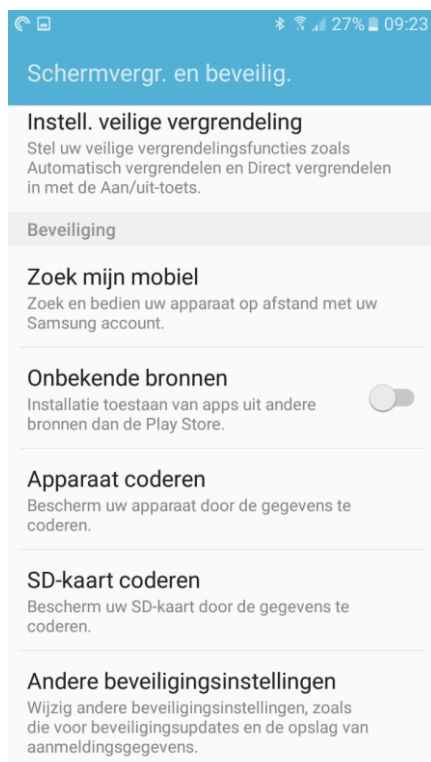 27% 09:23
Schermvergr. en beveilig.
Instell. veilige vergrendeling
Stel uw veilige vergrendelingsfuncties zoals
Automatisch vergrendelen en Direct vergrendelen
in met de Aan/uit-toets.
Beveiliging
Zoek mijn mobiel
Zoek en bedien uw apparaat op afstand met uw
Samsung account.
Onbekende bronnen
Installatie toestaan van apps uit andere
bronnen dan de Play Store.
Apparaat coderen
Bescherm uw apparaat door de gegevens te
coderen.
SD-kaart coderen
Bescherm uw SD-kaart door de gegevens te
coderen.
Andere beveiligingsinstellingen
Wijzig andere beveiligingsinstellingen, zoals
die voor beveiligingsupdates en de opslag van
aanmeldingsgegevens.